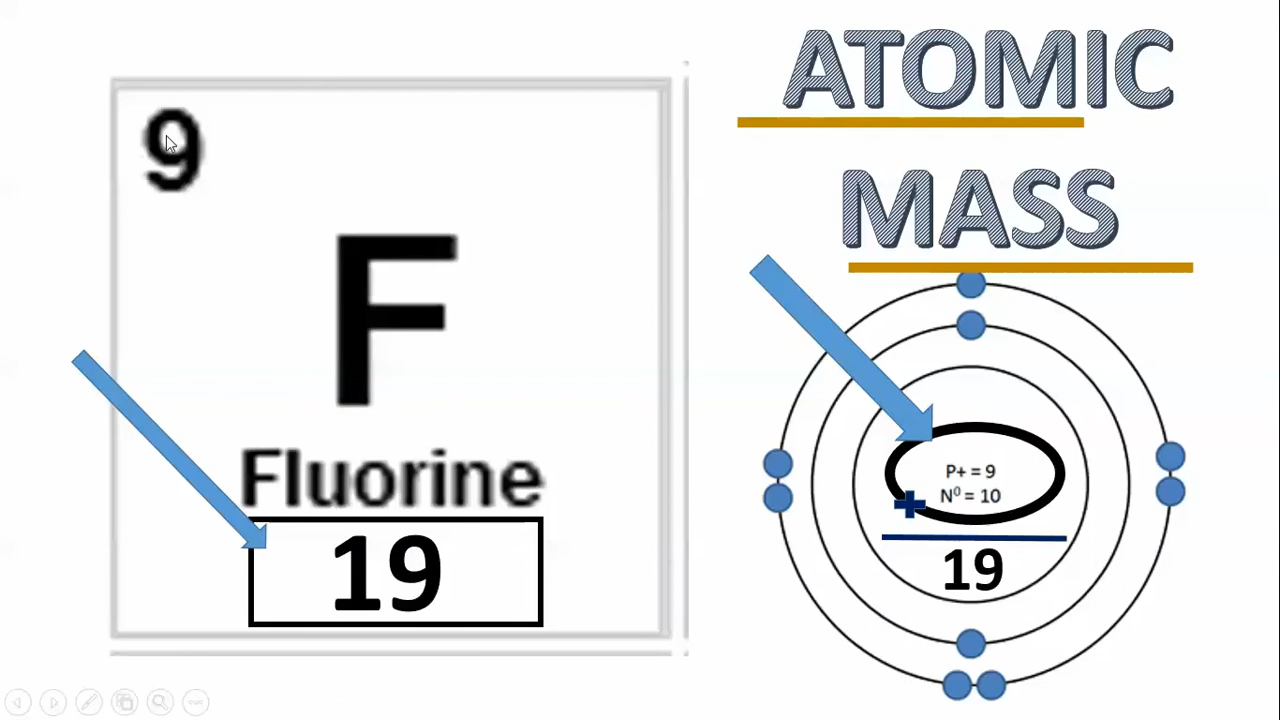 ATOMIC
MASS
9
F
Fluorine
19
P+ = 9
N⁰ = 10
+
19